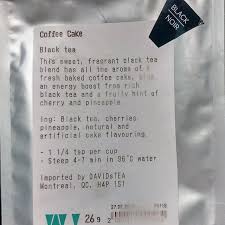 Coffee Cake
BLACK
NOIR
Black tea
This sweet, fragrant black tea
blend has all the aroma of a
fresh baked coffee cake,
an energy boost from rich
black tea and a fruity hint of
cherry and pineapple
ing: Black tea, cherries
pineapple, natural and
artificial cake flavouring.
- 1 1/4 tsp per cup
- Steep 4-7 min in 96°C water
Imported by DAVIDsTEA
Montreal, QC, H4P 1S7
269